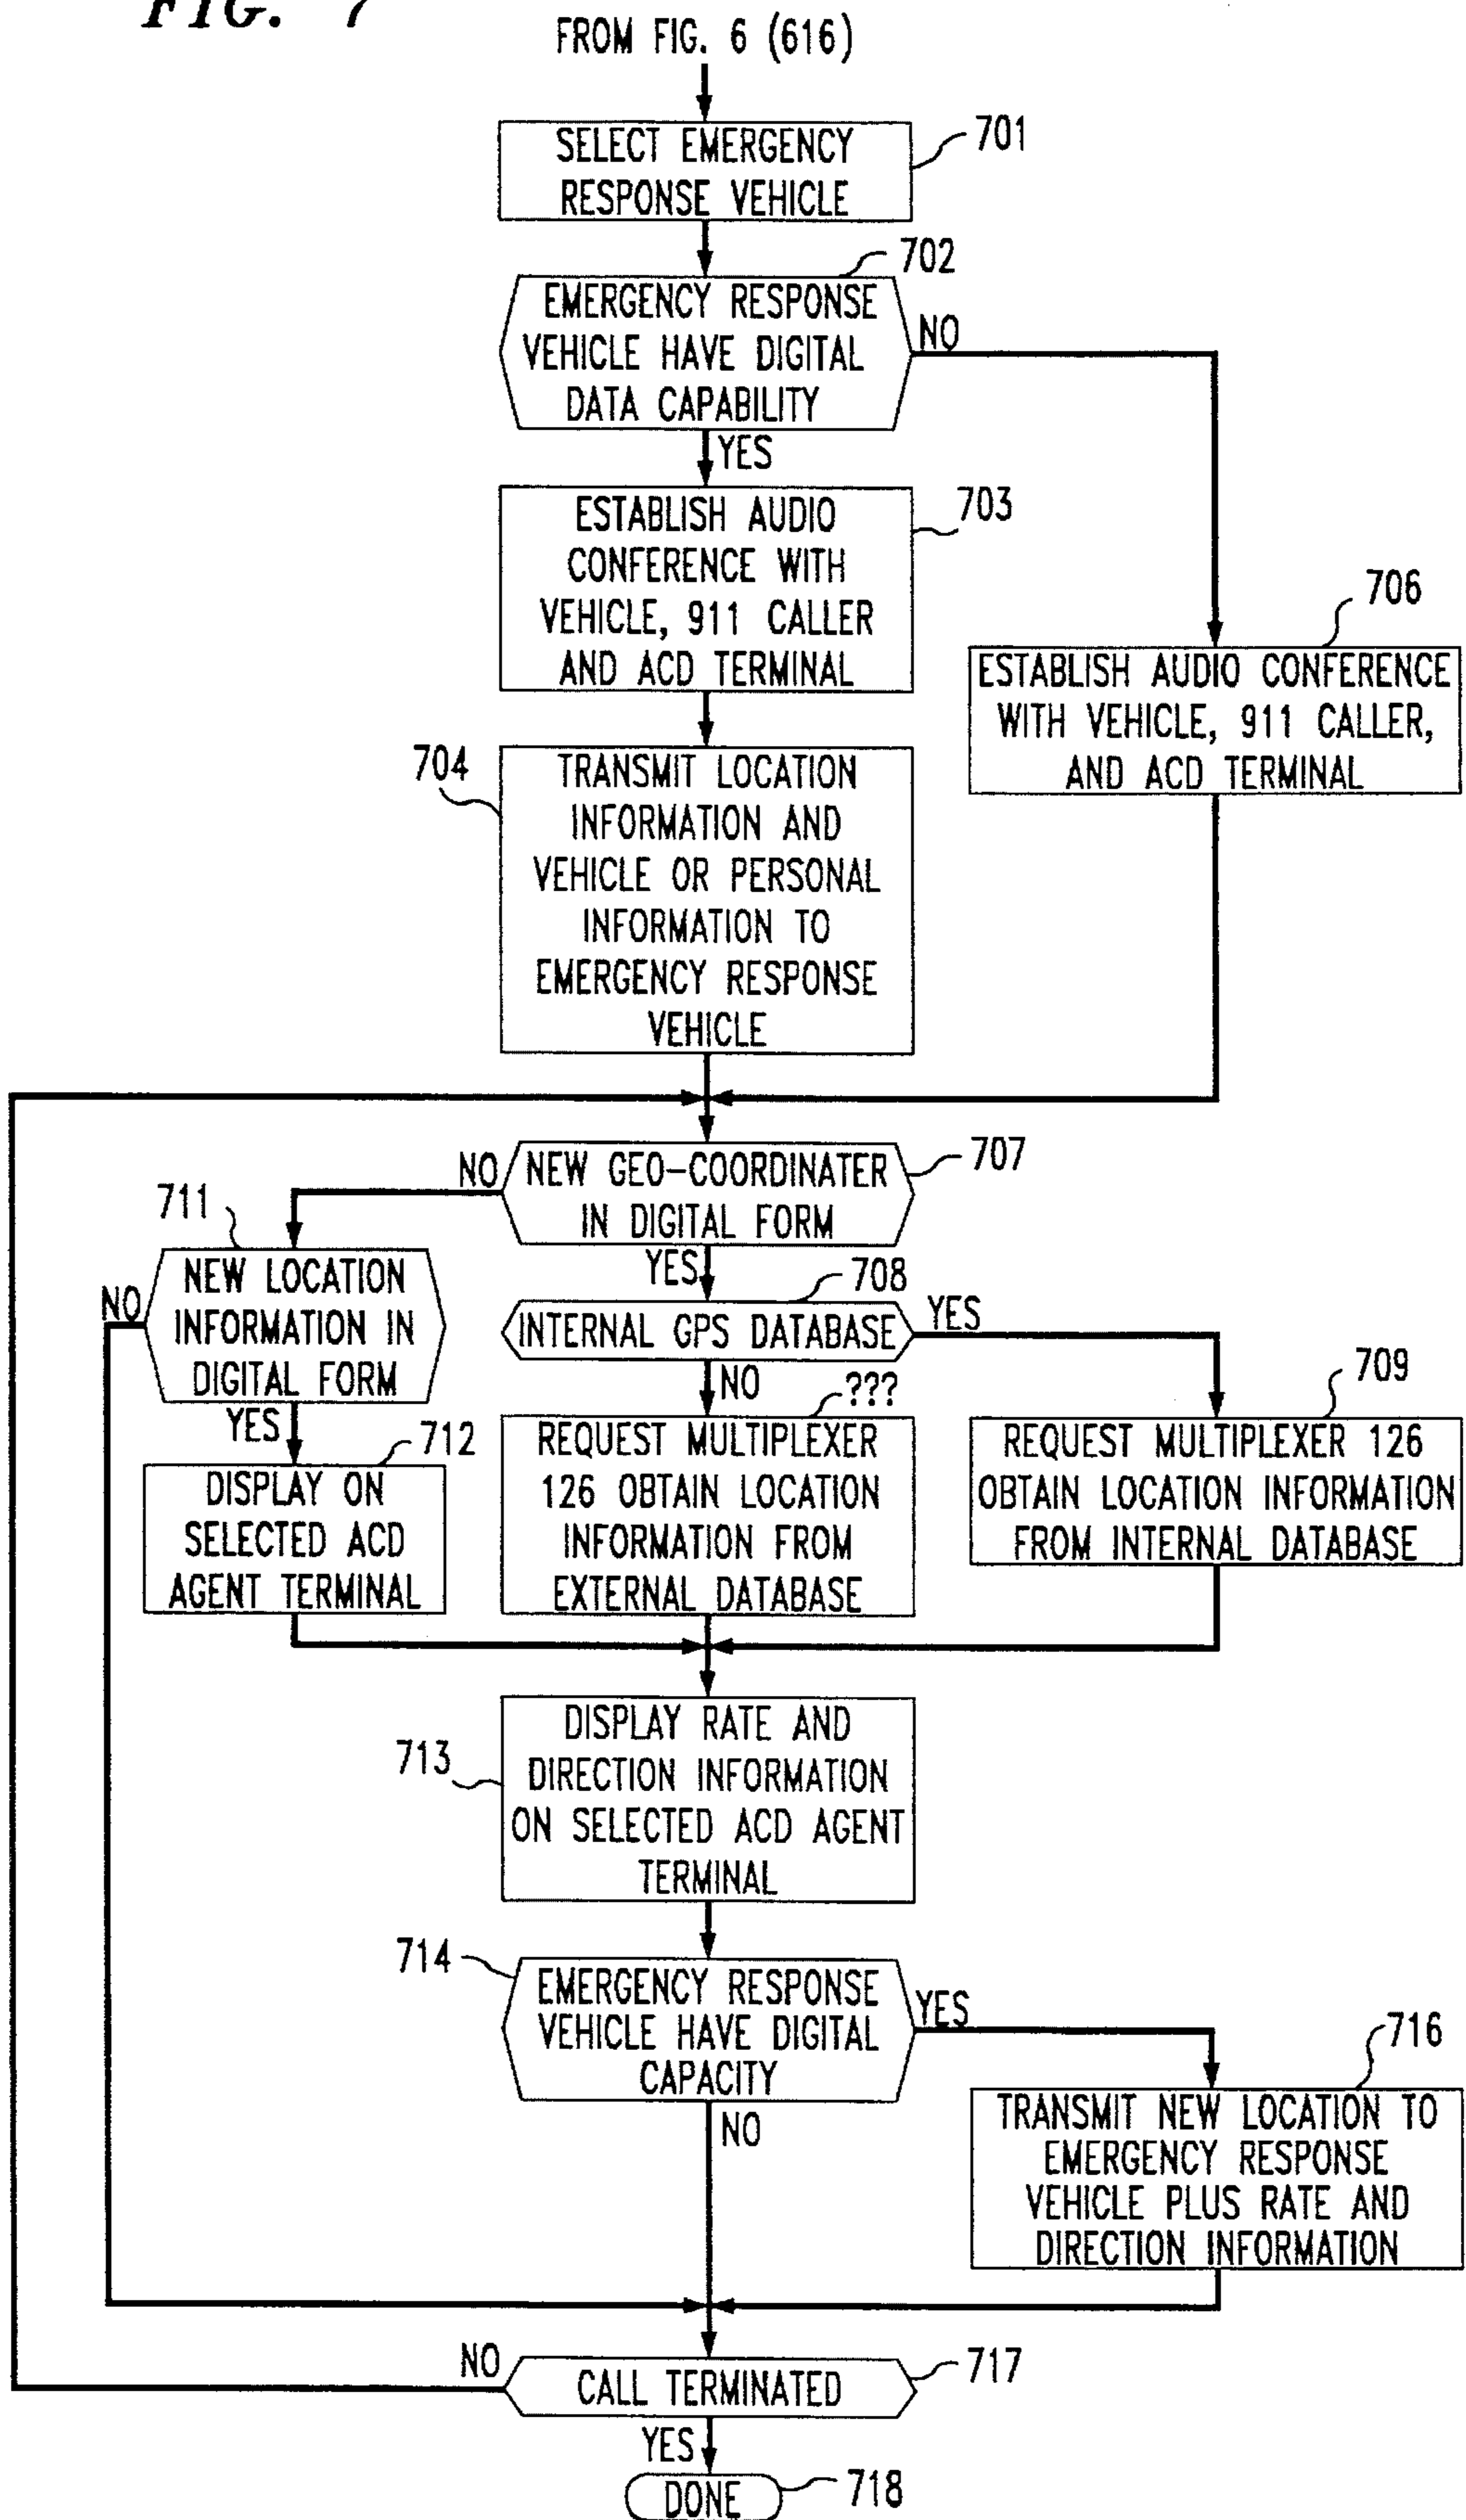 FIG. 7
FROM FIG. 6 (616)
SELECT EMERGENCY
RESPONSE VEHICLE
701
702
EMERGENCY RESPONSE
VEHICLE HAVE DIGITAL
DATA CAPABILITY
NO
YES
ESTABLISH AUDIO
CONFERENCE WITH
VEHICLE, 911 CALLER
AND ACD TERMINAL
703
706
ESTABLISH AUDIO CONFERENCE
WITH VEHICLE, 911 CALLER,
AND ACD TERMINAL
704
TRANSMIT LOCATION
INFORMATION AND
VEHICLE OR PERSONAL
INFORMATION TO
EMERGENCY RESPONSE
VEHICLE
NO
NEW GEO-COORDINATER
IN DIGITAL FORM
707
YES
711
NEW LOCATION
INFORMATION IN
DIGITAL FORM
NO
YES
708
INTERNAL GPS DATABASE
YES
NO
712
DISPLAY ON
SELECTED ACD
AGENT TERMINAL
???
REQUEST MULTIPLEXER
126 OBTAIN LOCATION
INFORMATION FROM
EXTERNAL DATABASE
709
REQUEST MULTIPLEXER 126
OBTAIN LOCATION INFORMATION
FROM INTERNAL DATABASE
713
DISPLAY RATE AND
DIRECTION INFORMATION
ON SELECTED ACD AGENT
TERMINAL
714
EMERGENCY RESPONSE
VEHICLE HAVE DIGITAL
CAPACITY
YES
NO
716
TRANSMIT NEW LOCATION TO
EMERGENCY RESPONSE
VEHICLE PLUS RATE AND
DIRECTION INFORMATION
NO
CALL TERMINATED
717
YES
DONE
718